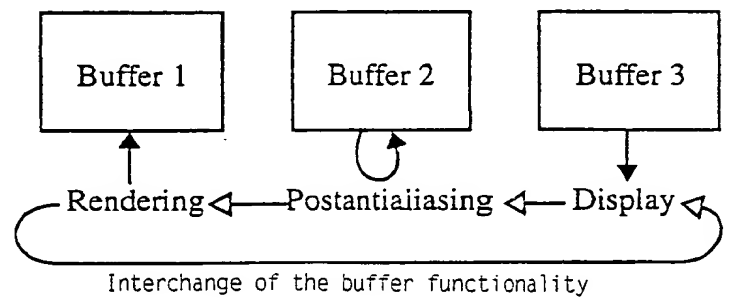 Buffer 1 Buffer 2 Buffer 3
Rendering Postantialiasing Display
Interchange of the buffer functionality